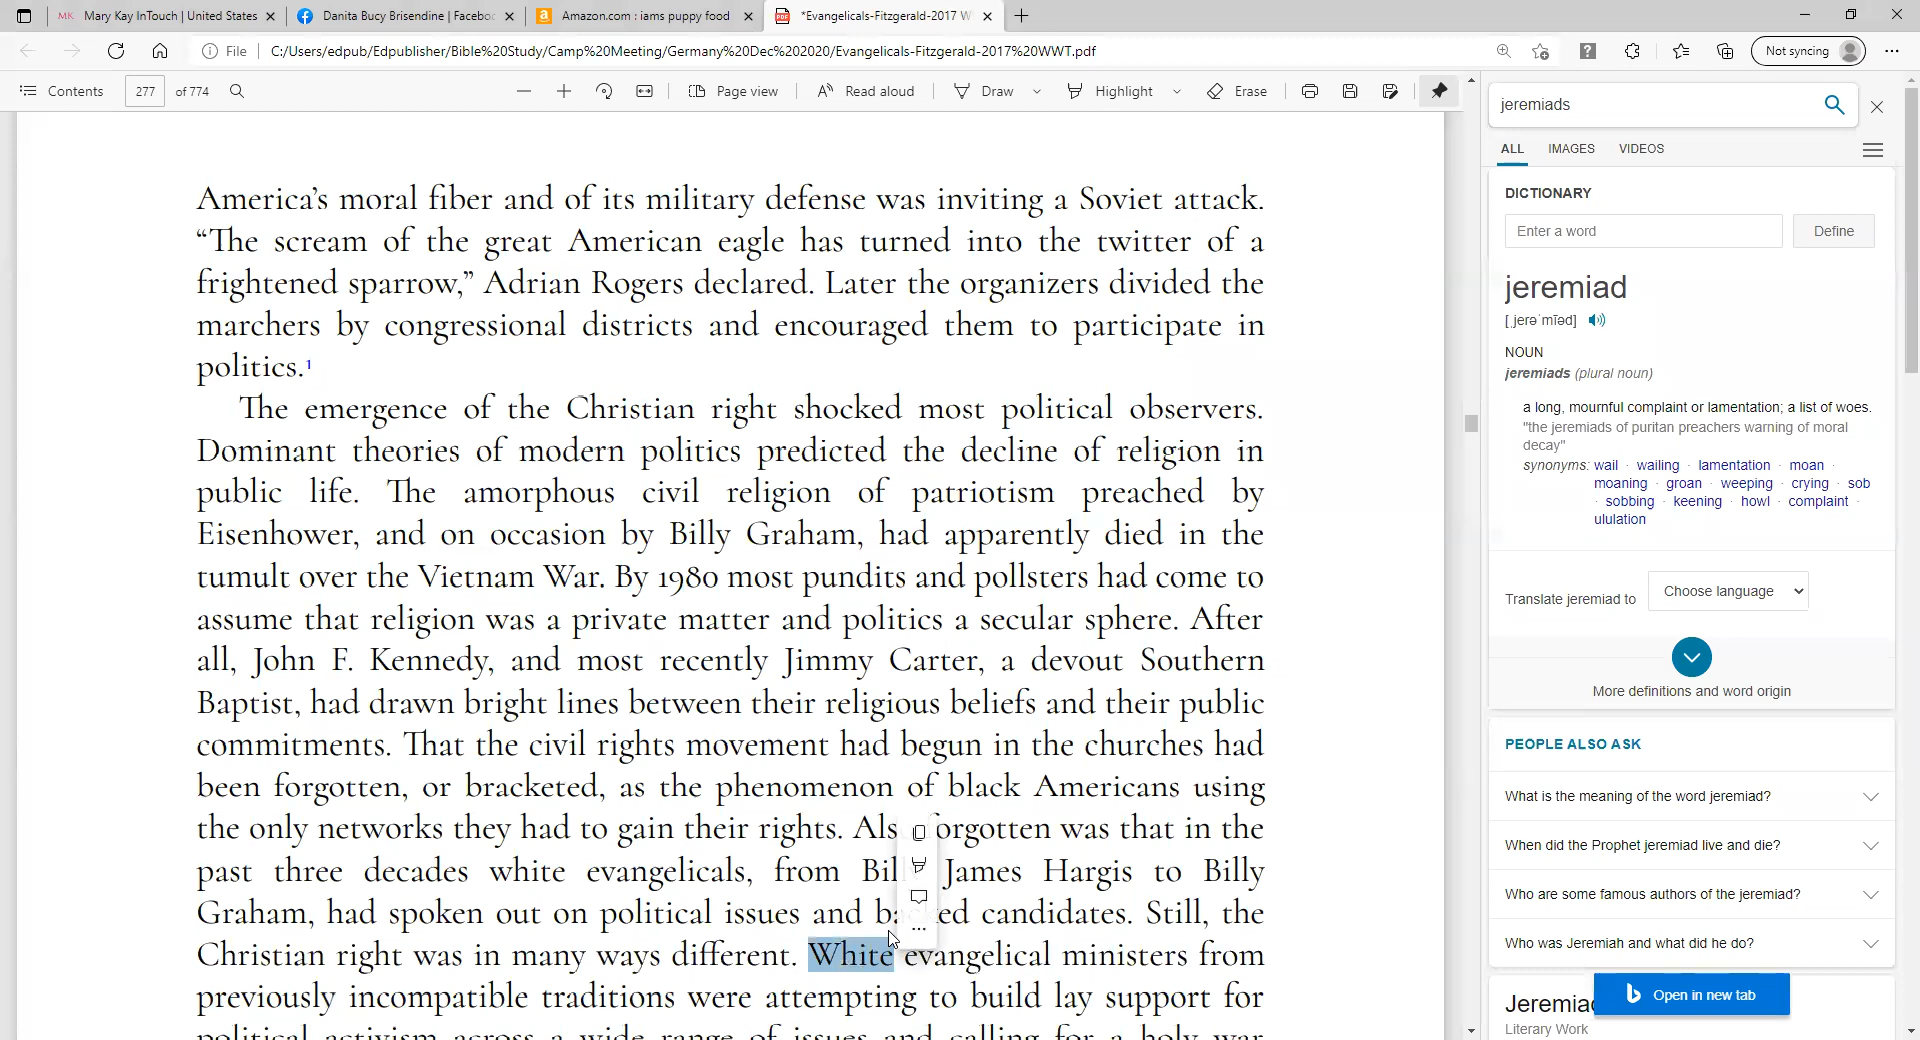 Mary Kay InTouch | United States
Danita Bucy Brisendine | Faceboo
Amazon.com : iams puppy food
*Evangelicals-Fitzgerald-2017 W
File
C:/Users/edpub/Edpublisher/Bible%20Study/Camp%20Meeting/Germany%20Dec%202020/Evangelicals-Fitzgerald-2017%20WWT.pdf
Not syncing
Contents
277 of 774
Page view
Read aloud
Draw
Highlight
Erase
America's moral fiber and of its military defense was inviting a Soviet attack.
“The scream of the great American eagle has turned into the twitter of a
frightened sparrow,” Adrian Rogers declared. Later the organizers divided the
marchers by congressional districts and encouraged them to participate in
politics.1
The emergence of the Christian right shocked most political observers.
Dominant theories of modern politics predicted the decline of religion in
public life. The amorphous civil religion of patriotism preached by
Eisenhower, and on occasion by Billy Graham, had apparently died in the
tumult over the Vietnam War. By 1980 most pundits and pollsters had come to
assume that religion was a private matter and politics a secular sphere. After
all, John F. Kennedy, and most recently Jimmy Carter, a devout Southern
Baptist, had drawn bright lines between their religious beliefs and their public
commitments. That the civil rights movement had begun in the churches had
been forgotten, or bracketed, as the phenomenon of black Americans using
the only networks they had to gain their rights. Als forgotten was that in the
past three decades white evangelicals, from Bill James Hargis to Billy
Graham, had spoken out on political issues and backed candidates. Still, the
Christian right was in many ways different. White evangelical ministers from
previously incompatible traditions were attempting to build lay support for
political activism across a wide range of issues and calling for a holy war
jeremiads
ALL
IMAGES
VIDEOS
DICTIONARY
Enter a word
Define
jeremiad
[ˌjerəˈmīəd]
NOUN
jeremiads (plural noun)
a long, mournful complaint or lamentation; a list of woes.
"the jeremiads of puritan preachers warning of moral
decay"
synonyms: wail · wailing · lamentation · moan ·
moaning · groan · weeping · crying · sob
· sobbing · keening · howl · complaint ·
ululation
Translate jeremiad to
Choose language
More definitions and word origin
PEOPLE ALSO ASK
What is the meaning of the word jeremiad?
When did the Prophet jeremiad live and die?
Who are some famous authors of the jeremiad?
Who was Jeremiah and what did he do?
Open in new tab
Jeremiad
Literary Work